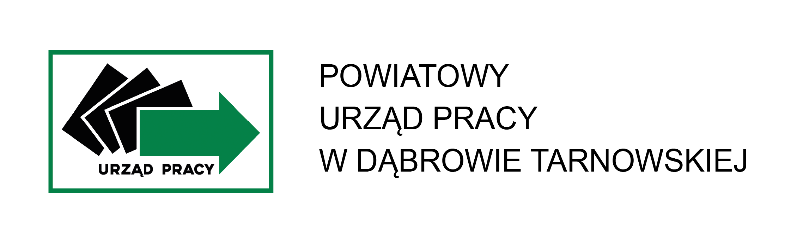 URZĄD PRACY
POWIATOWY
URZĄD PRACY
W DĄBROWIE TARNOWSKIEJ